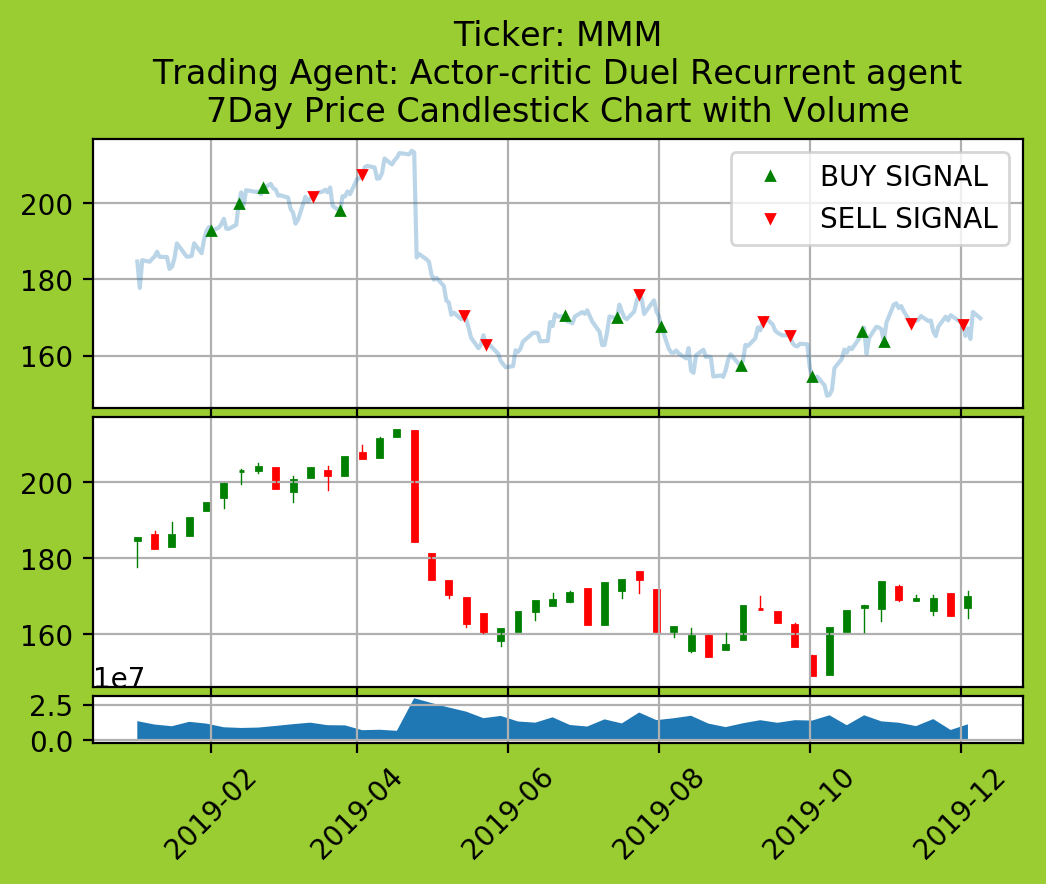 Ticker: MMM
Trading Agent: Actor-critic Duel Recurrent agent
7Day Price Candlestick Chart with Volume
BUY SIGNAL
SELL SIGNAL
200
180
160
200
180
160
1e7
2.5
0.0
2019-02
2019-04
2019-06
2019-08
2019-10
2019-12